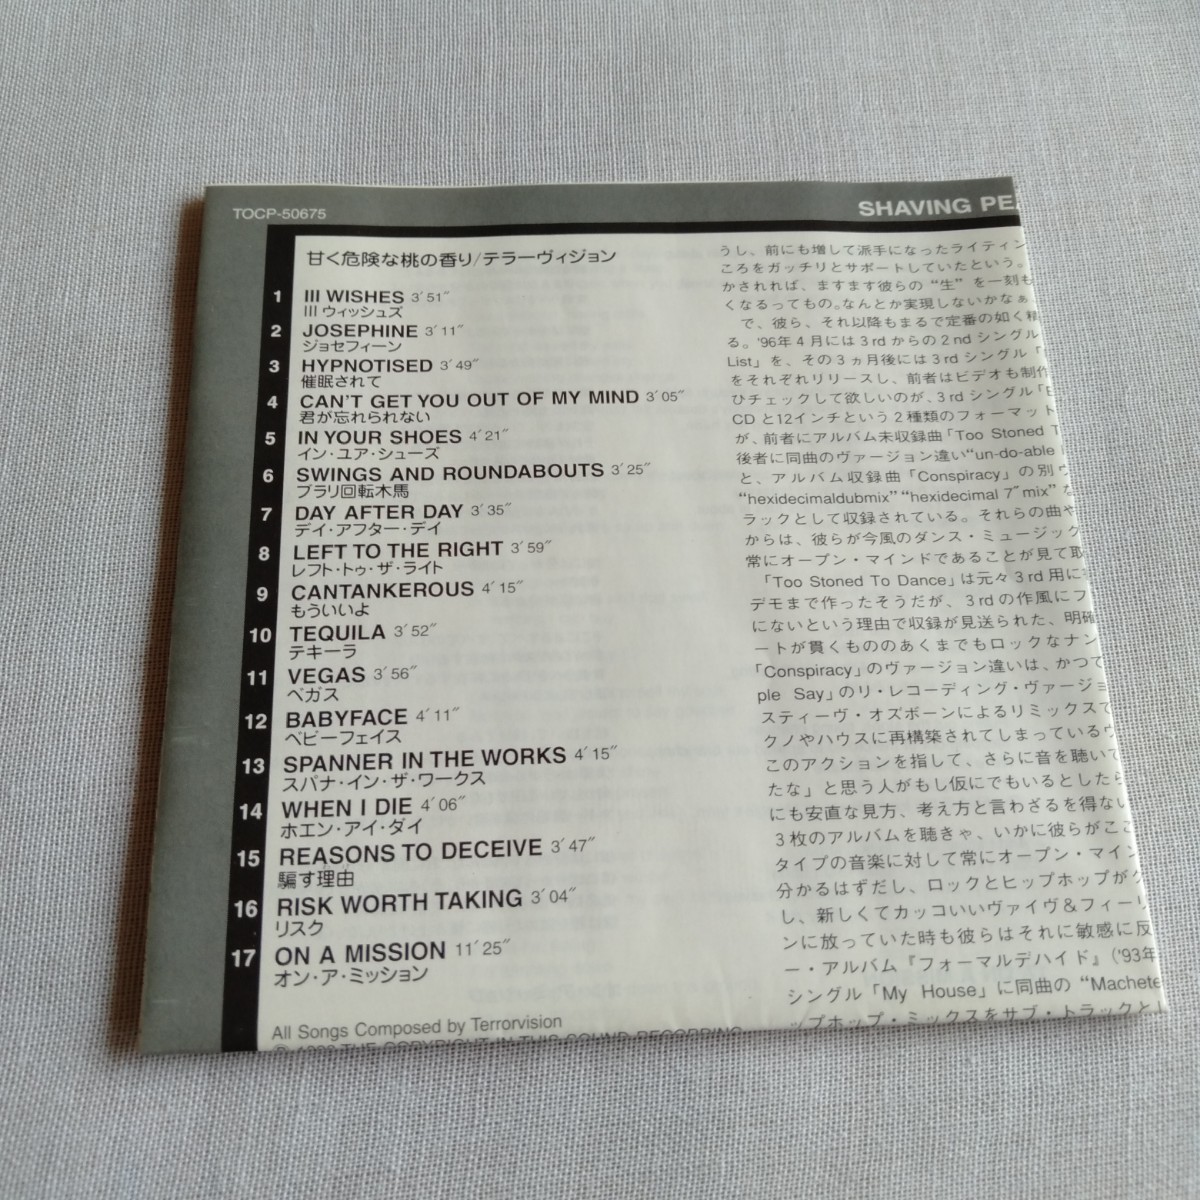 TOCP-50675
SHAVING PE
甘く危険な桃の香り/テラーヴィジョン
1 III WISHES 3´51˝
III ウィッシュズ
2 JOSEPHINE 3´11˝
ジョセフィーン
3 HYPNOTISED 3´49˝
催眠されて
4 CAN'T GET YOU OUT OF MY MIND 3´05˝
君が忘れられない
5 IN YOUR SHOES 4´21˝
イン・ユア・シューズ
6 SWINGS AND ROUNDABOUTS 3´25˝
ブラリ回転木馬
7 DAY AFTER DAY 3´35˝
デイ・アフター・デイ
8 LEFT TO THE RIGHT 3´59˝
レフト・トゥ・ザ・ライト
9 CANTANKEROUS 4´15˝
もういいよ
10 TEQUILA 3´52˝
テキーラ
11 VEGAS 3´56˝
ベガス
12 BABYFACE 4´11˝
ベビーフェイス
13 SPANNER IN THE WORKS 4´15˝
スパナ・イン・ザ・ワークス
14 WHEN I DIE 4´06˝
ホエン・アイ・ダイ
15 REASONS TO DECEIVE 3´47˝
騙す理由
16 RISK WORTH TAKING 3´04˝
リスク
17 ON A MISSION 11´25˝
オン・ア・ミッション
All Songs Composed by Terrorvision
THE COPYRIGHT IN THIS SOUND RECORDING
うし、前にも増して派手になったライティン
ころをガッチリとサポートしていたという。
かされれば、ますます彼らの“生”を一刻も
くなるってもの。なんとか実現しないかなぁ
で、彼ら、それ以降もまるで定番の如く
る。'96年４月には３rdからの２ndシングル
List」を、その３ヵ月後には３rdシングル「
をそれぞれリリースし、前者はビデオも制作
ひチェックして欲しいのが、３rdシングル「
CDと12インチという２種類のフォーマット
が、前者にアルバム未収録曲「Too Stoned T
後者に同曲のヴァージョン違い“un-do-able
と、アルバム収録曲「Conspiracy」の別ヴ
“hexidecimaldubmix”“hexidecimal 7˝mix”な
ラックとして収録されている。それらの曲や
からは、彼らが今風のダンス・ミュージック
常にオープン・マインドであることが見て取
「Too Stoned To Dance」は元々３rd用に
デモまで作ったそうだが、３rdの作風にフ
にないという理由で収録が見送られた、明確
ートが貫くもののあくまでもロックなナン
「Conspiracy」のヴァージョン違いは、かつて
ple Say」のリ・レコーディング・ヴァージョ
スティーヴ・オズボーンによるリミックスで
クノやハウスに再構築されてしまっているヴ
このアクションを指して、さらに音を聴いて
たな」と思う人がもし仮にでもいるとしたら
にも安直な見方、考え方と言わざるを得ない
３枚のアルバムを聴きゃ、いかに彼らがここ
タイプの音楽に対して常にオープン・マイン
分かるはずだし、ロックとヒップホップがク
し、新しくてカッコいいヴァイヴ＆フィーリ
ンに放っていた時も彼らはそれに敏感に反
ー・アルバム『フォーマルデハイド』('93年
シングル「My House」に同曲の “Machete
ップホップ・ミックスをサブ・トラックとし